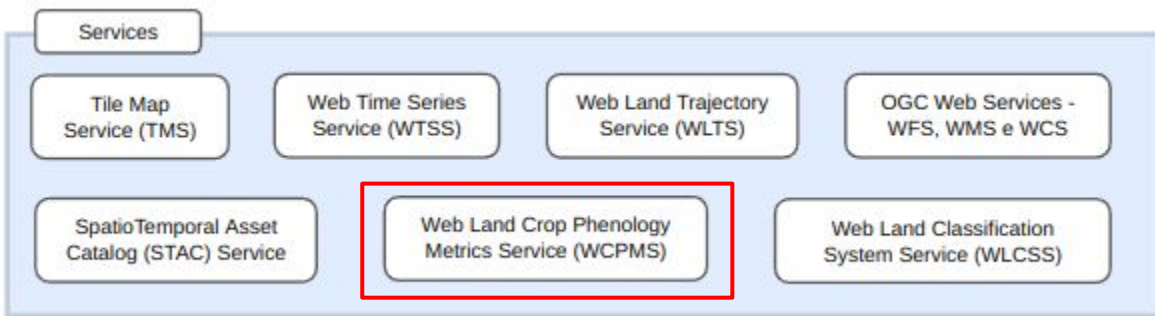 Services
Tile Map
Service (TMS)
Web Time Series
Service (WTSS)
Web Land Trajectory
Service (WLTS)
OGC Web Services -
WFS, WMS e WCS
SpatioTemporal Asset
Catalog (STAC) Service
Web Land Crop Phenology
Metrics Service (WCPMS)
Web Land Classification
System Service (WLCSS)